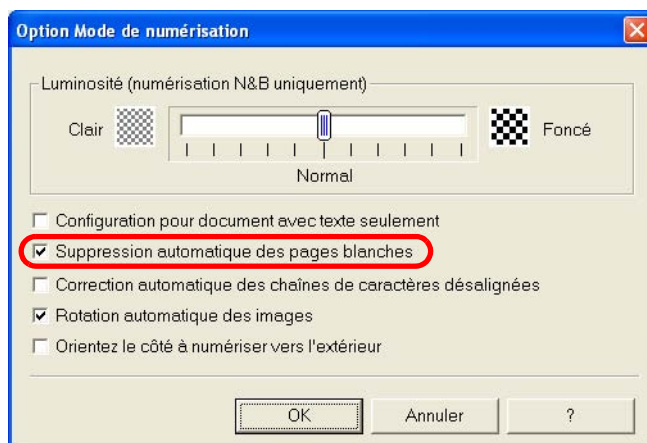 Option Mode de numérisation
Luminosité (numérisation N&B uniquement)
Clair
Foncé
Normal
Configuration pour document avec texte seulement
Suppression automatique des pages blanches
Correction automatique des chaînes de caractères désalignées
Rotation automatique des images
Orientez le côté à numériser vers l'extérieur
OK Annuler ?